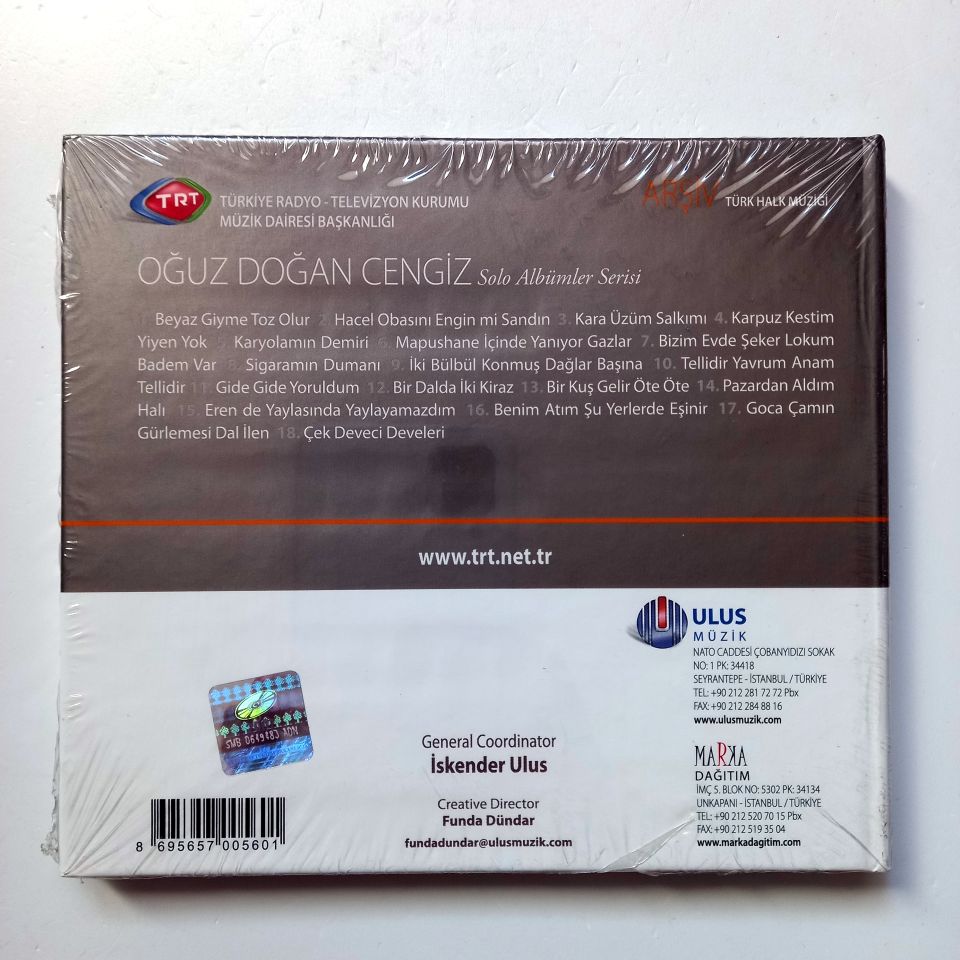 TRT
TÜRKİYE RADYO - TELEVİZYON KURUMU
MÜZİK DAİRESİ BAŞKANLIĞI
ARŞİV TÜRK HALK MÜZİĞİ
OĞUZ DOĞAN CENGİZ Solo Albümler Serisi
Beyaz Giyme Toz Olur 2. Hacel Obasını Engin mi Sandın 3. Kara Üzüm Salkımı 4. Karpuz Kestim
Yiyen Yok 5. Karyolamın Demiri 6. Mapushane İçinde Yanıyor Gazlar 7. Bizim Evde Şeker Lokum
Badem Var 8. Sigaramın Dumanı 9. İki Bülbül Konmuş Dağlar Başına 10. Tellidir Yavrum Anam
Tellidir 11. Gide Gide Yoruldum 12. Bir Dalda İki Kiraz 13. Bir Kuş Gelir Öte Öte 14. Pazardan Aldım
Halı 15. Eren de Yaylasında Yaylayamazdım 16. Benim Atım Şu Yerlerde Eşinir 17. Goca Çamın
Gürlemesi Dal İlen 18. Çek Deveci Develeri
www.trt.net.tr
ULUS
MÜZİK
NATO CADDESİ ÇOBANYIDIZI SOKAK
NO: 1 PK: 34418
SEYRANTEPE - İSTANBUL / TÜRKİYE
TEL: +90 212 281 72 72 Pbx
FAX: +90 212 284 88 16
www.ulusmuzik.com
MARKA
DAĞITIM
İMÇ 5. BLOK NO: 5302 PK: 34134
UNKAPANI - İSTANBUL / TÜRKİYE
TEL: +90 212 520 70 15 Pbx
FAX: +90 212 519 35 04
www.markadagitim.com
General Coordinator
İskender Ulus
Creative Director
Funda Dündar
fundadundar@ulusmuzik.com
SMB 0649483 ADN
8 695657 005601